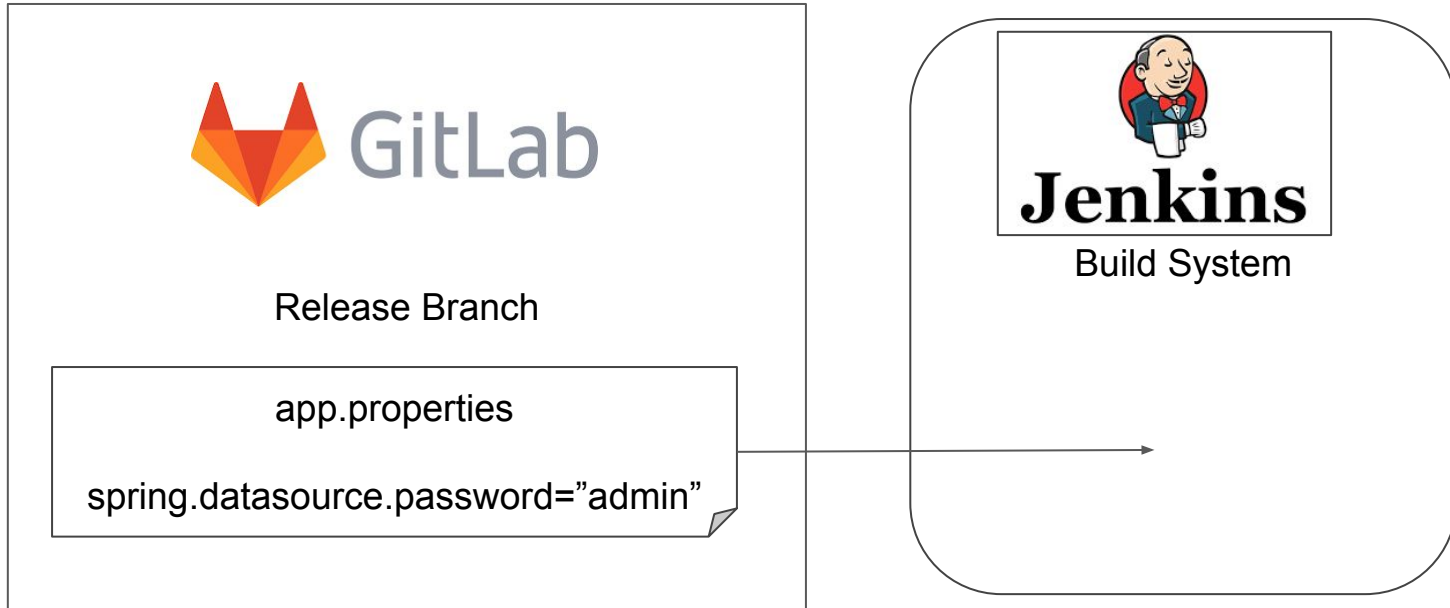 GitLab
Release Branch
app.properties
spring.datasource.password=”admin”
Jenkins
Build System